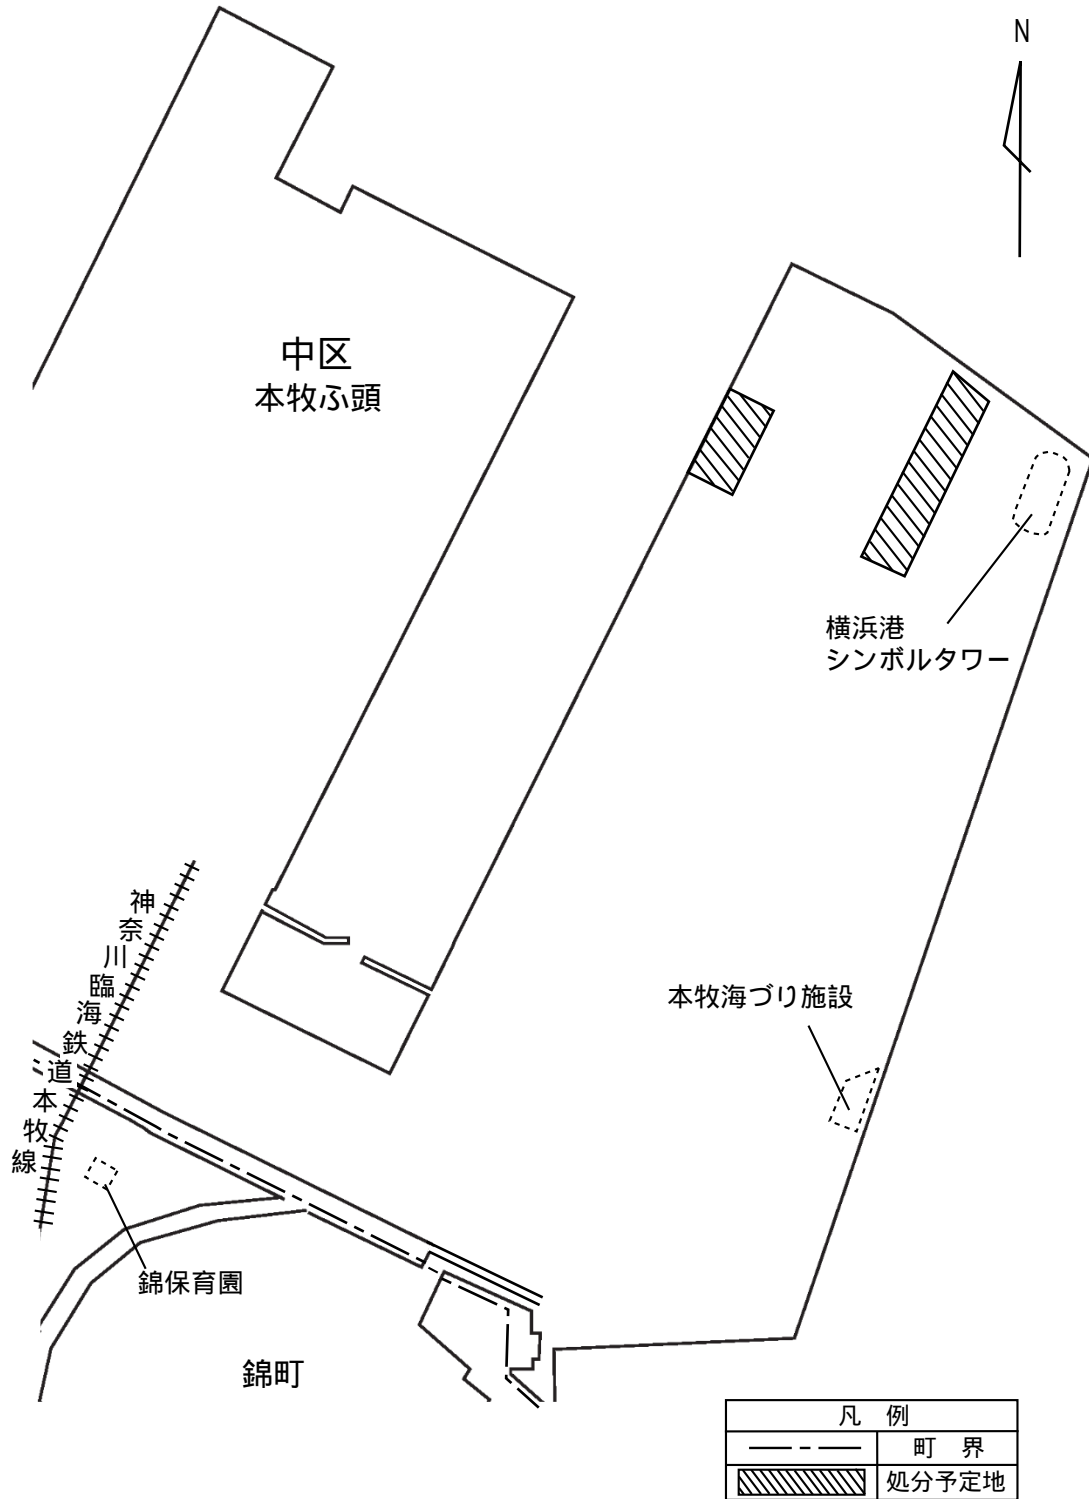 N
中区
本牧ふ頭
横浜港
シンボルタワー
神奈川臨海鉄道本牧線
本牧海づり施設
錦保育園
錦町
凡 例
町 界
処分予定地